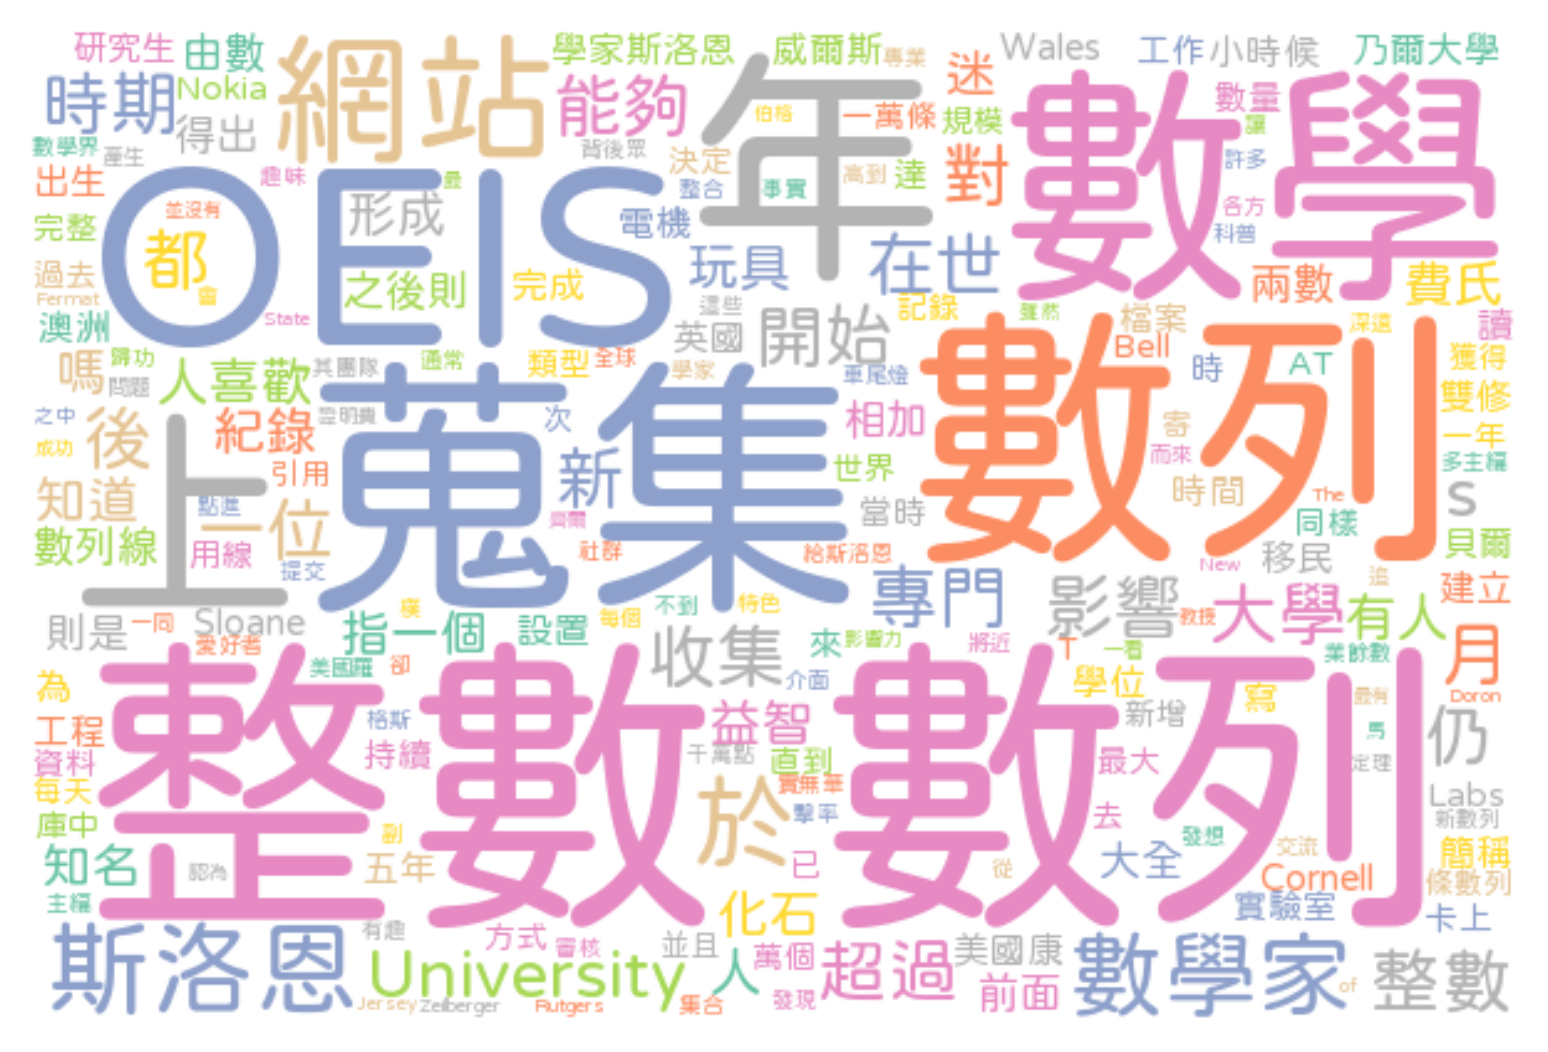 研究生
由數
網站
學家斯洛恩
威爾斯
專業
迷
Wales
工作
小時候
乃爾大學
時期
Nokia
得出
能夠
年
伯格
一萬條
規模
數學
數量
讓
數學界
產生
背後眾
決定
高到
達
對
許多
出生
趣味
最
整合
事實
各方
科普
完整
並沒有
OEIS
形成
電機
都
會
過去
Fermat
之後則
完成
玩具
在世
兩數
費氏
澳洲
State
這些
英國
開始
記錄
雖然
檔案
Bell
數列
深遠
讀
嗎
歸功
問題
人喜歡
其團隊
通常
類型
全球
學家
車尾燈
時
AT
獲得
雙修
之中
後
上
紀錄
證明費
蒐集
次
相加
寄
一年
成功
引用
新
世界
而來
多主編
知道
點進
一位
齊爾
當時
時間
The
同樣
s
數列線
用線
提交
社群
給斯洛恩
New
移民
貝爾
則是
一同
Sloane
愛好者
指一個
設置
每個
不到
特色
專門
影響
追
教授
大學
有人
建立
收集
來
影響力
將近
T
一看
業餘數
月
美國羅
卻
為
整數數列
介面
學位
寫
最有
Doron
工程
格斯
益智
新增
馬
仍
資料
持續
千萬點
直到
最大
定理
每天
實無華
Labs
庫中
副
於
擊率
去
發想
新數列
知名
認為
五年
已
從
大全
交流
Cornell
簡稱
條數列
主編
化石
實驗室
卡上
斯洛恩
有趣
方式
審核
並且
人
萬個
超過
美國康
數學家
整數
University
發現
前面
of
Jersey
Zeilberger
Rutgers
集合